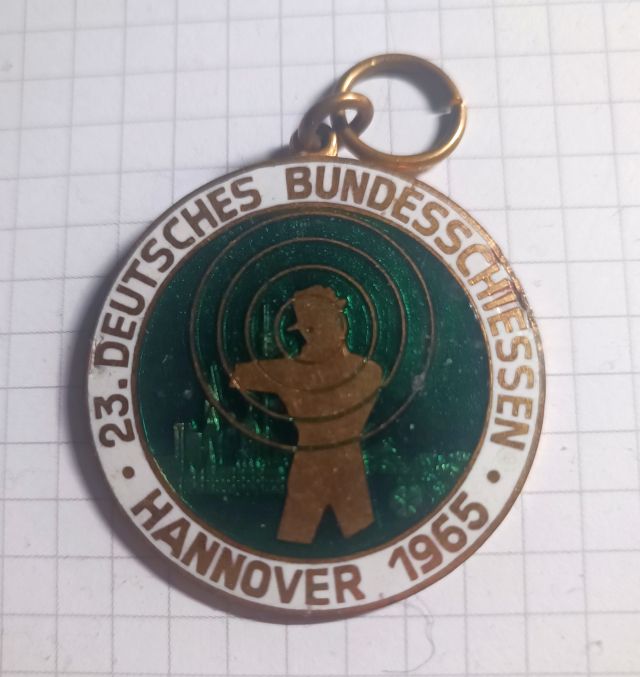 23. DEUTSCHES BUNDESSCHIESSEN
• HANNOVER 1965 •